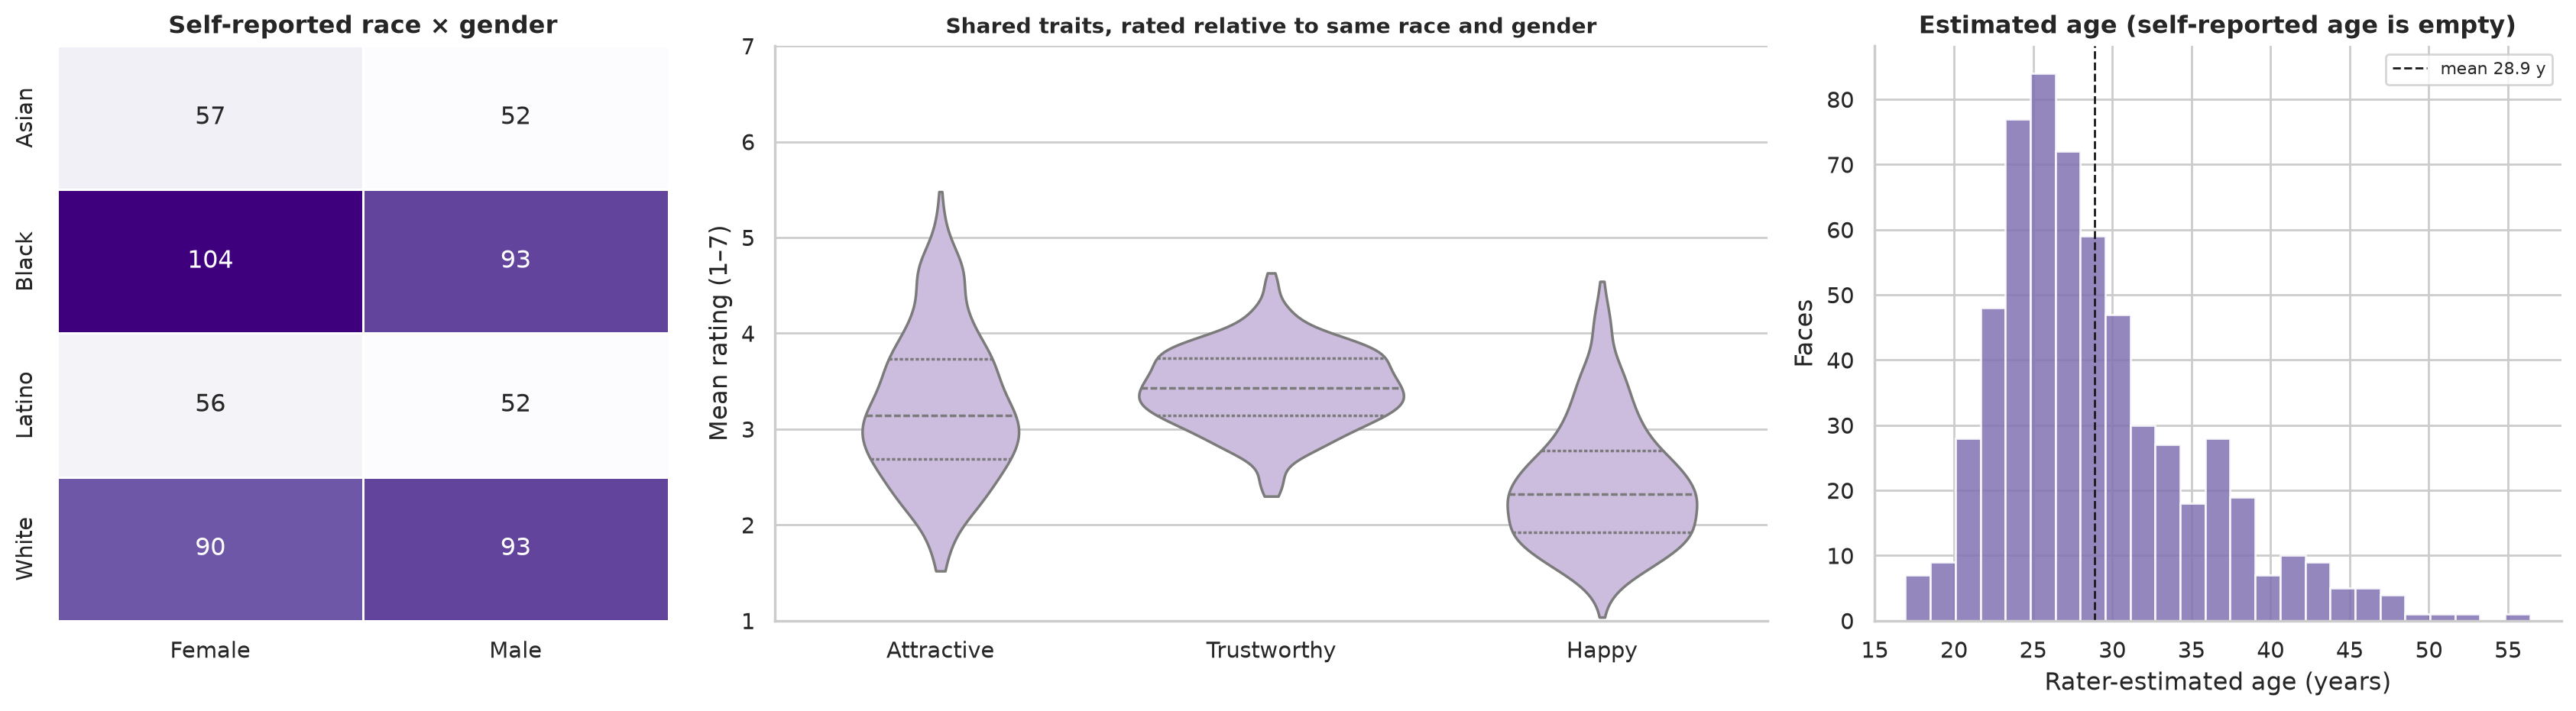 Self-reported race × gender
Asian
57
52
Black
104
93
Latino
56
52
White
90
93
Female
Male
Shared traits, rated relative to same race and gender
Mean rating (1–7)
7
6
5
4
3
2
1
Attractive
Trustworthy
Happy
Estimated age (self-reported age is empty)
mean 28.9 y
Faces
80
70
60
50
40
30
20
10
0
15
20
25
30
35
40
45
50
55
Rater-estimated age (years)